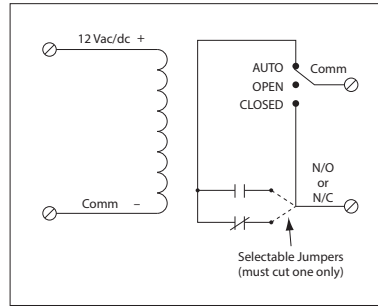 12 Vac/dc +
AUTO
Comm
OPEN
CLOSED
N/O
or
N/C
Comm –
Selectable Jumpers
(must cut one only)